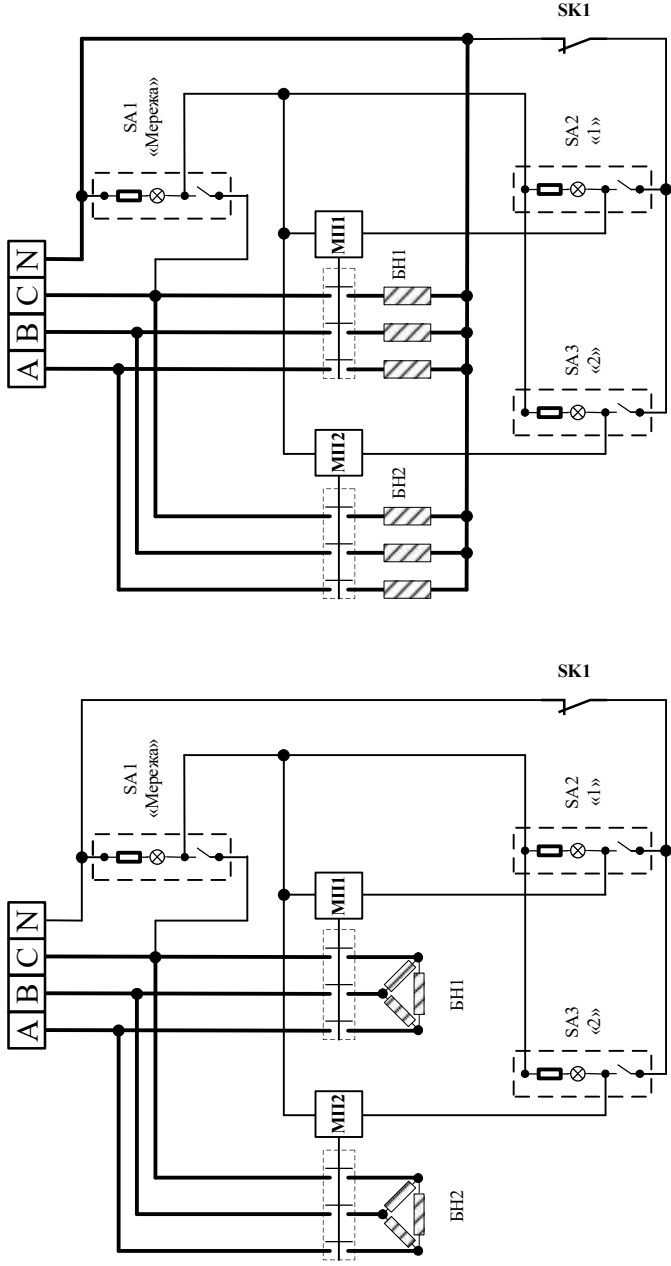 SK1
SA1
«Мережа»
SA2
«1»
A B C N
МП1
БН1
SA3
«2»
МП2
БН2
SK1
SA1
«Мережа»
SA2
«1»
A B C N
МП1
БН1
SA3
«2»
МП2
БН2